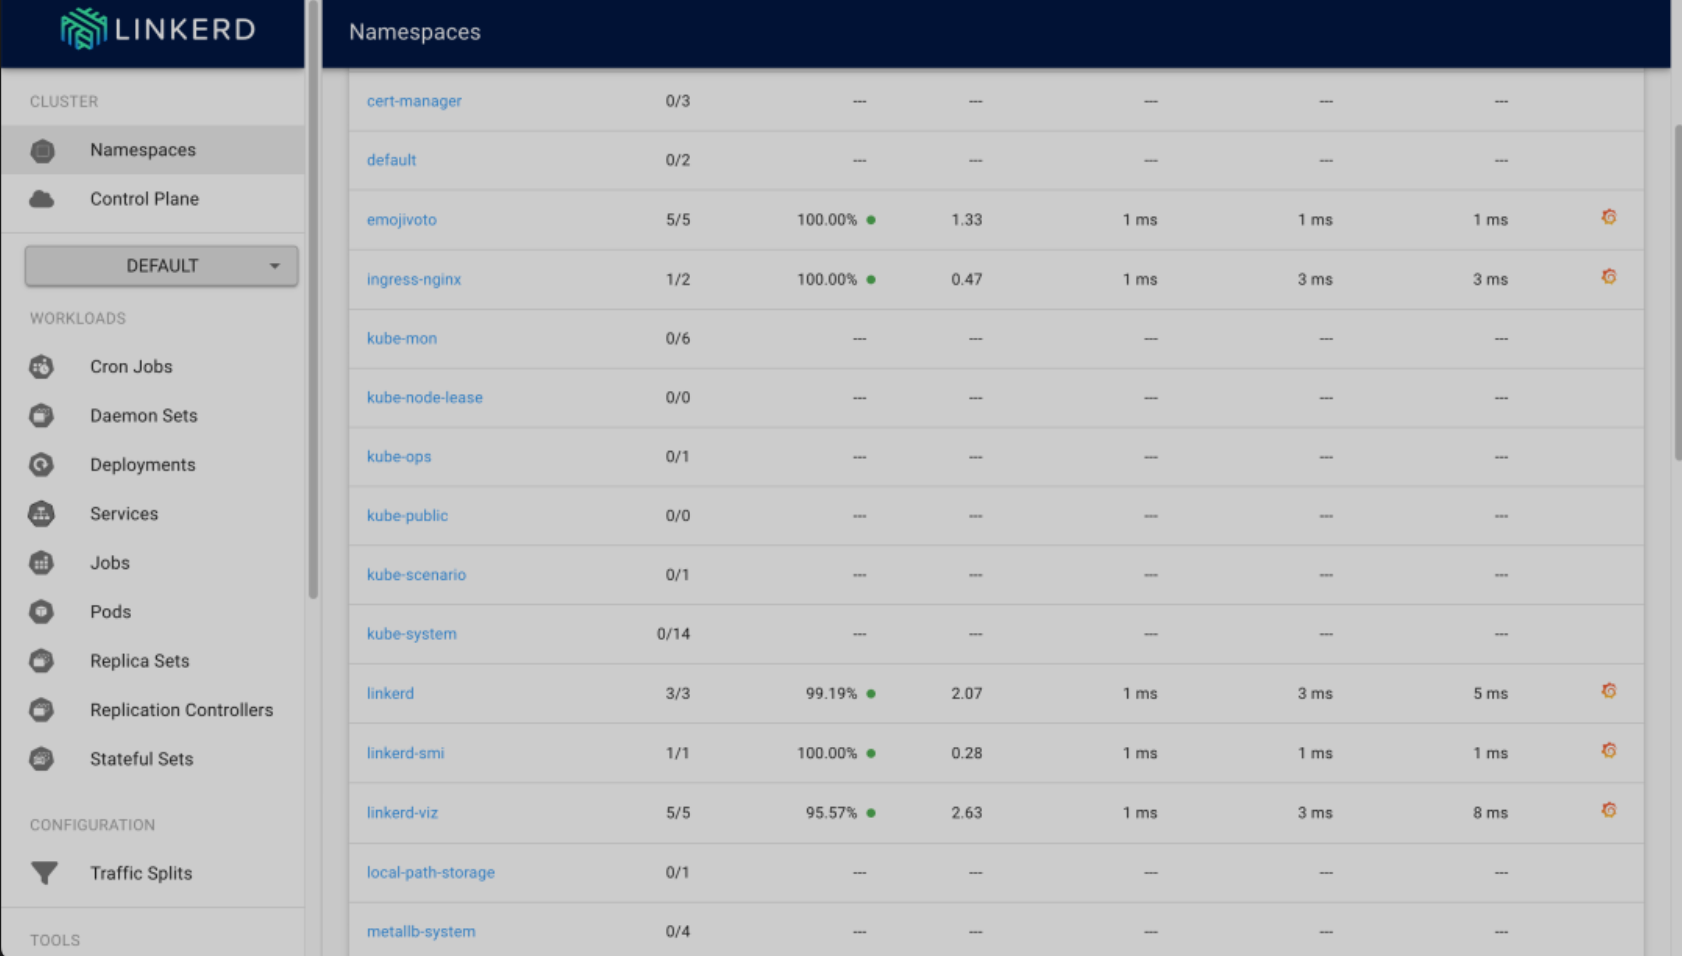 LINKERD
Namespaces
CLUSTER
Namespaces
Control Plane
DEFAULT
WORKLOADS
Cron Jobs
Daemon Sets
Deployments
Services
Jobs
Pods
Replica Sets
Replication Controllers
Stateful Sets
CONFIGURATION
Traffic Splits
TOOLS
cert-manager 0/3 --- --- --- --- ---
default 0/2 --- --- --- --- ---
emojivoto 5/5 100.00% 1.33 1 ms 1 ms 1 ms
ingress-nginx 1/2 100.00% 0.47 1 ms 3 ms 3 ms
kube-mon 0/6 --- --- --- --- ---
kube-node-lease 0/0 --- --- --- --- ---
kube-ops 0/1 --- --- --- --- ---
kube-public 0/0 --- --- --- --- ---
kube-scenario 0/1 --- --- --- --- ---
kube-system 0/14 --- --- --- --- ---
linkerd 3/3 99.19% 2.07 1 ms 3 ms 5 ms
linkerd-smi 1/1 100.00% 0.28 1 ms 1 ms 1 ms
linkerd-viz 5/5 95.57% 2.63 1 ms 3 ms 8 ms
local-path-storage 0/1 --- --- --- --- ---
metallb-system 0/4 --- --- --- --- ---